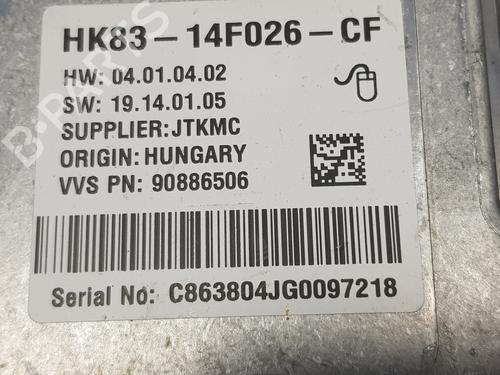 HK83-14F026-CF
HW: 04.01.04.02
SW: 19.14.01.05
SUPPLIER:JTKMC
ORIGIN:HUNGARY
VVS PN: 90886506
Serial No: C863804JG0097218
B-PARTS